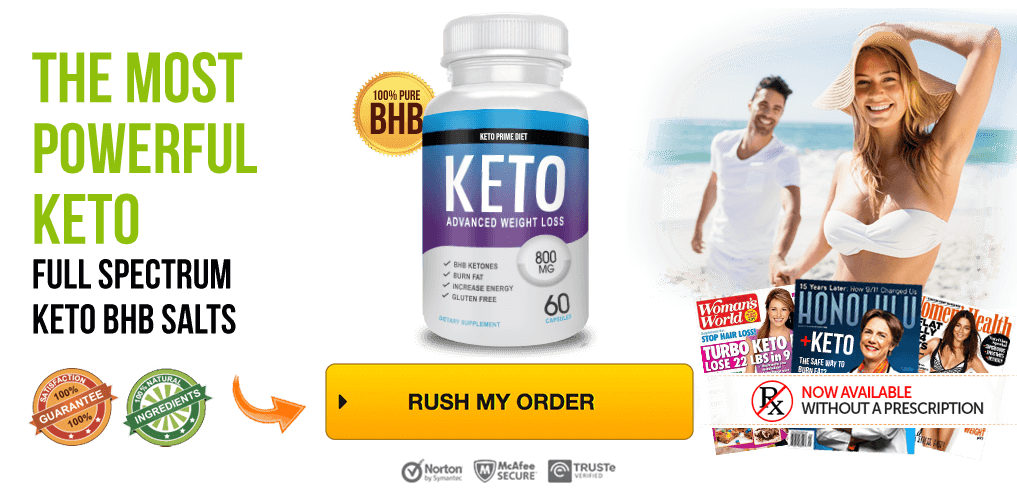 THE MOST
POWERFUL
KETO
FULL SPECTRUM
KETO BHB SALTS
SATISFACTION
100%
GUARANTEE
100%
100% NATURAL
INGREDIENTS
100% PURE
BHB
KETO PRIME DIET
KETO
ADVANCED WEIGHT LOSS
800
MG
BHB KETONES
BURN FAT
INCREASE ENERGY
GLUTEN FREE
60
CAPSULES
DIETARY SUPPLEMENT
RUSH MY ORDER
Norton
by Symantec
McAfee
SECURE
TRUSTe
VERIFIED
Woman's
World
STOP HAIR LOSS!
TURBO KETO
LOSE 22 LBS in 9
15 Years Later: How 9/11 Changed Us
HONOLULU
+KETO
THE SAFE WAY TO
BURN FAT?
Women's Health
Rx
NOW AVAILABLE
WITHOUT A PRESCRIPTION